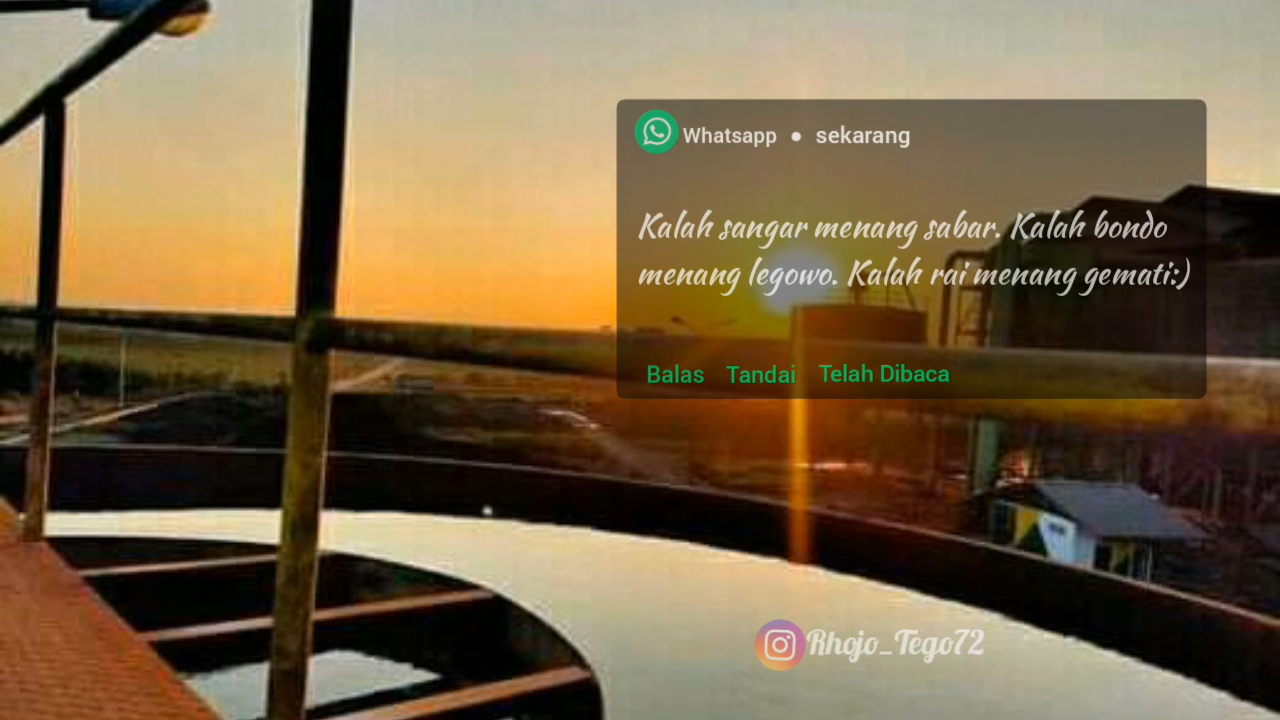 Whatsapp • sekarang
Kalah sangar menang sabar. Kalah bondo
menang legowo. Kalah rai menang gemati:)
Balas Tandai Telah Dibaca
Rhojo_Tego72